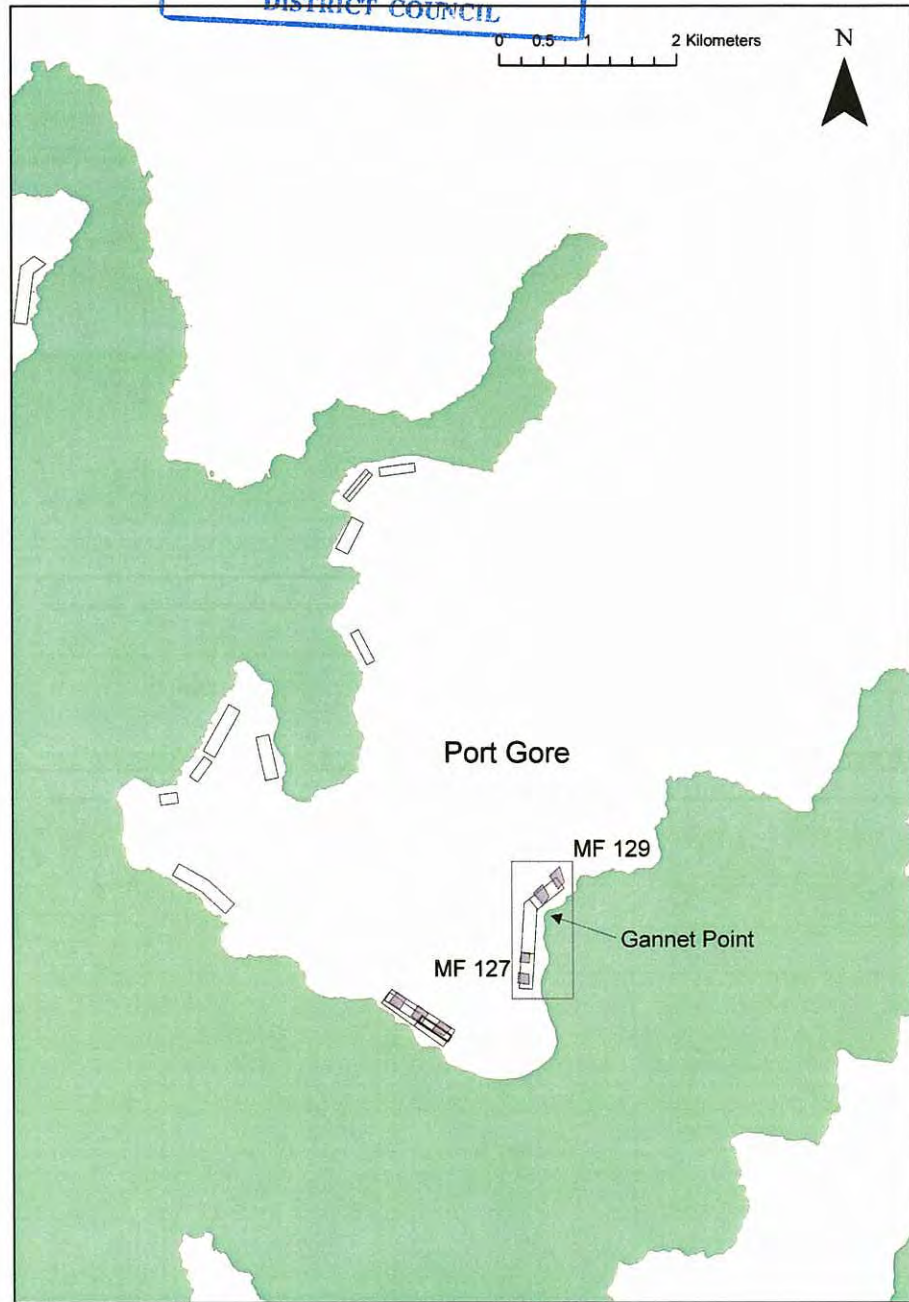 DISTRICT COUNCIL
0 0.5 1 2 Kilometers
N
Port Gore
MF 129
Gannet Point
MF 127